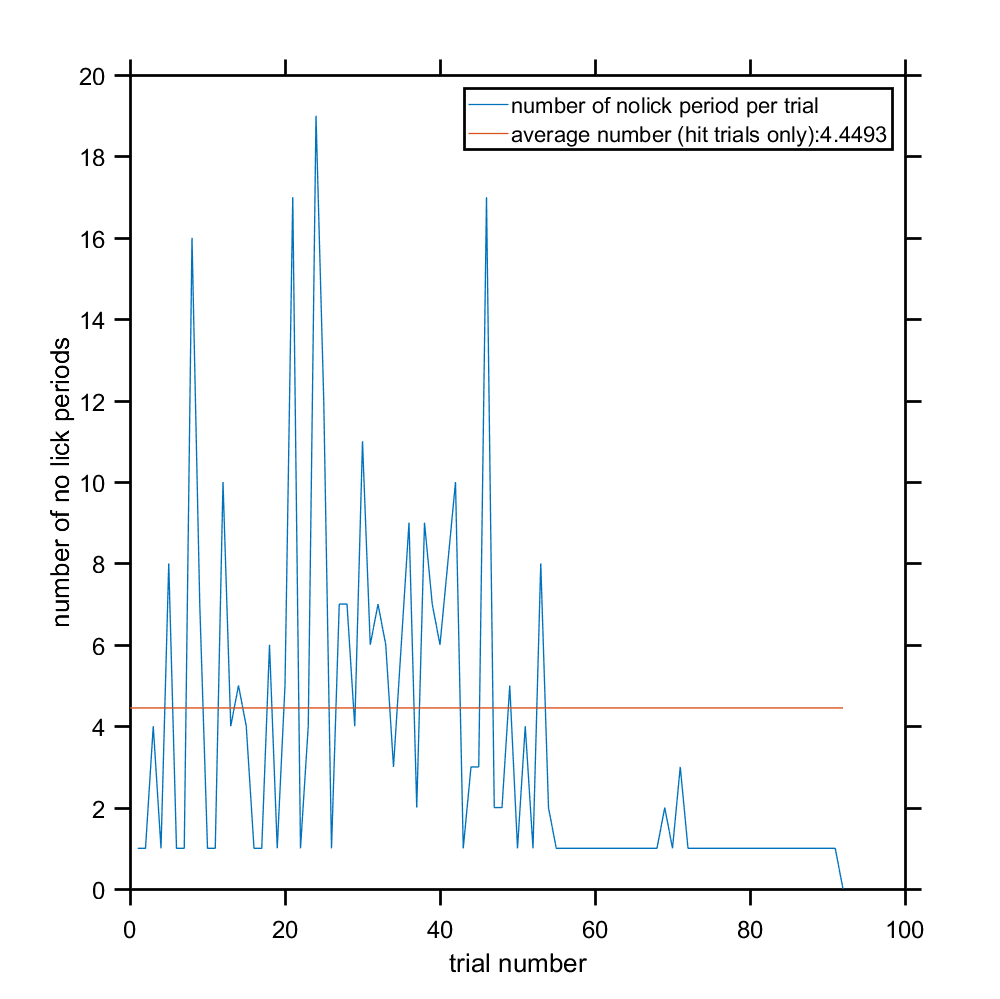 number of nolick period per trial
average number (hit trials only):4.4493
20
18
16
14
12
10
8
6
4
2
0
number of no lick periods
0 20 40 60 80 100
trial number